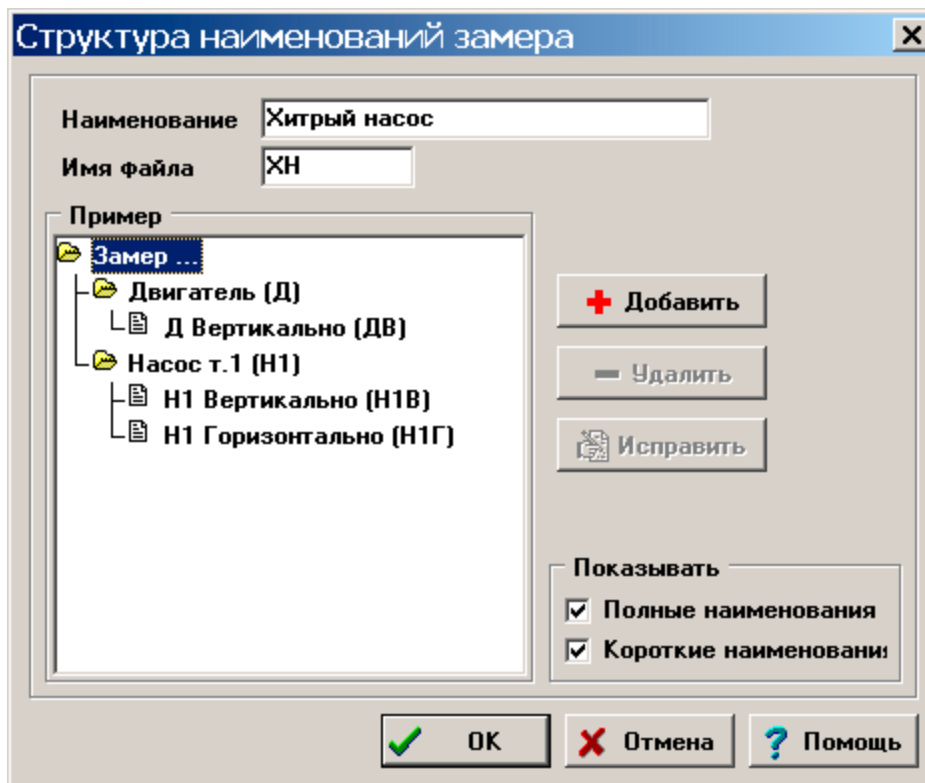 Структура наименований замера
Наименование Хитрый насос
Имя файла ХН
Пример
Замер ...
Двигатель (Д)
Д Вертикально (ДВ)
Насос т.1 (Н1)
Н1 Вертикально (Н1В)
Н1 Горизонтально (Н1Г)
Добавить
Удалить
Исправить
Показывать
Полные наименования
Короткие наименовани
OK Отмена Помощь